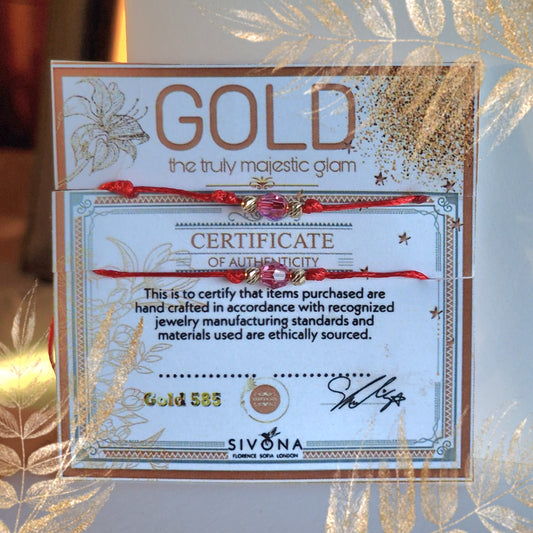 GOLD
the truly majestic glam
CERTIFICATE
OF AUTHENTICITY
This is to certify that items purchased are
hand crafted in accordance with recognized
jewelry manufacturing standards and
materials used are ethically sourced.
Gold 585
SIVONA
FLORENCE SOFIA LONDON